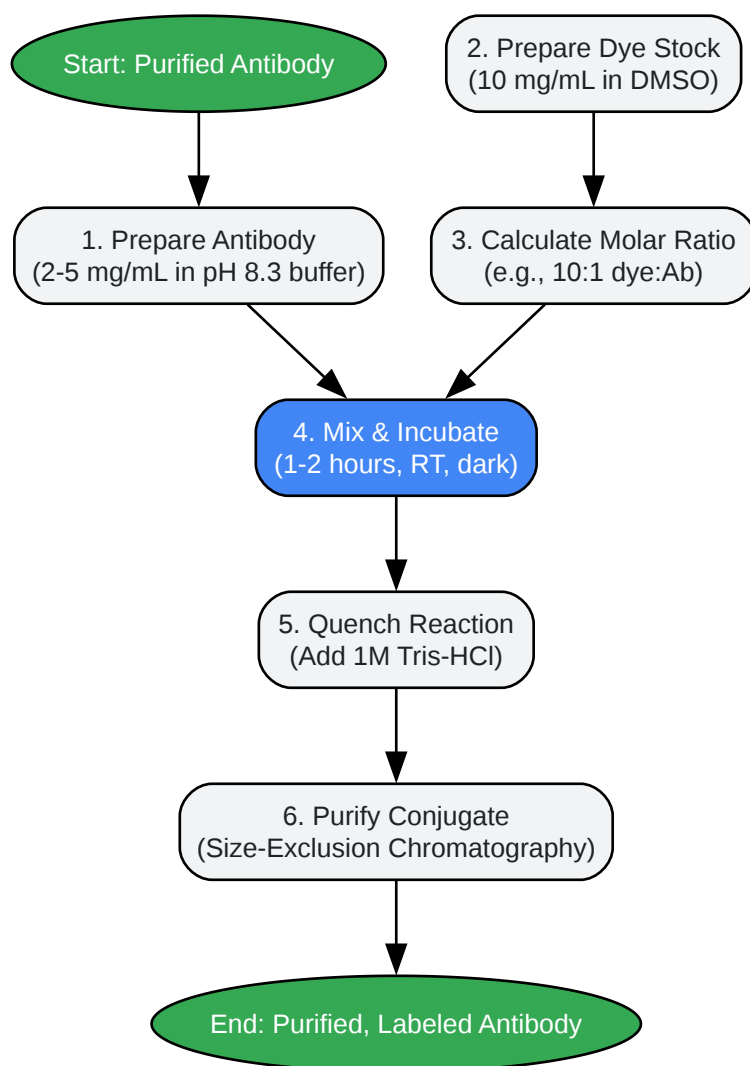 Start: Purified Antibody
2. Prepare Dye Stock
(10 mg/mL in DMSO)
1. Prepare Antibody
(2-5 mg/mL in pH 8.3 buffer)
3. Calculate Molar Ratio
(e.g., 10:1 dye:Ab)
4. Mix & Incubate
(1-2 hours, RT, dark)
5. Quench Reaction
(Add 1M Tris-HCl)
6. Purify Conjugate
(Size-Exclusion Chromatography)
End: Purified, Labeled Antibody